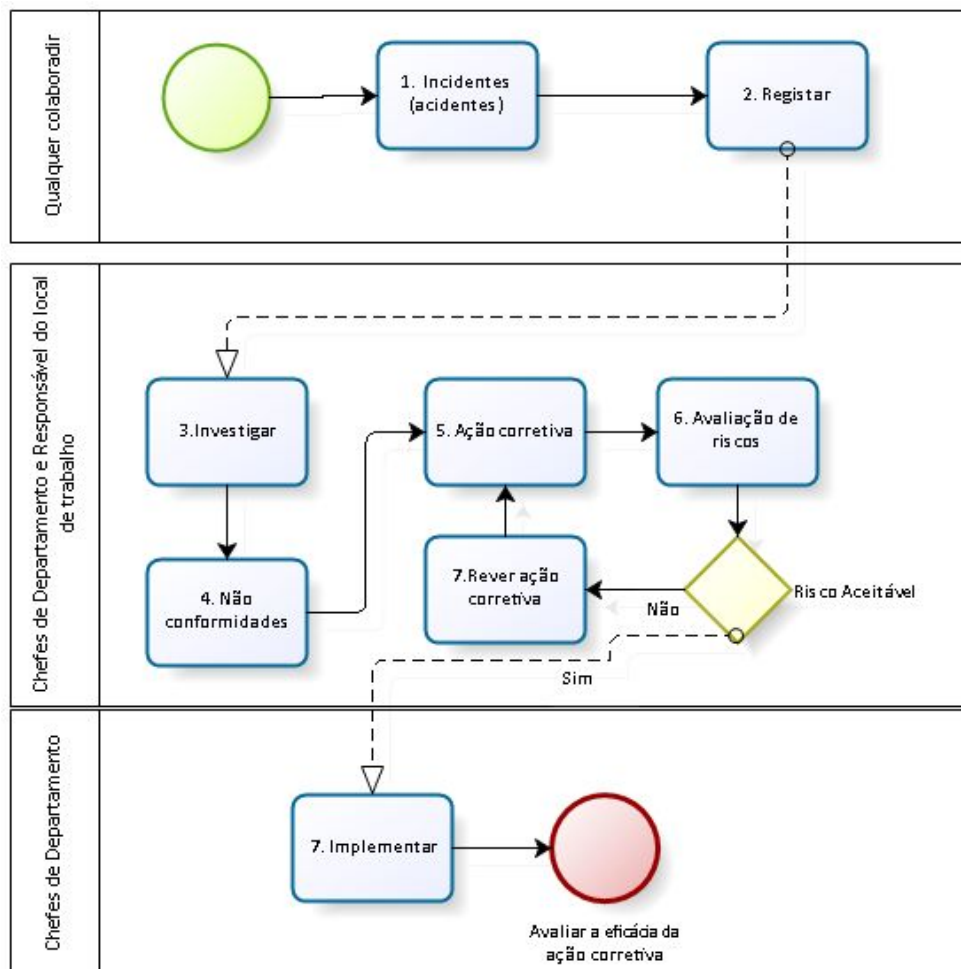 Qualquer colaboradir
1. Incidentes
(acidentes)
2. Registar
Chefes de Departamento e Responsável do local
de trabalho
3.Investigar
4. Não
conformidades
5. Ação corretiva
6. Avaliação de
riscos
7.Rever ação
corretiva
Não
Risco Aceitável
Sim
Chefes de Departamento
7. Implementar
Avaliar a eficácia da
ação corretiva